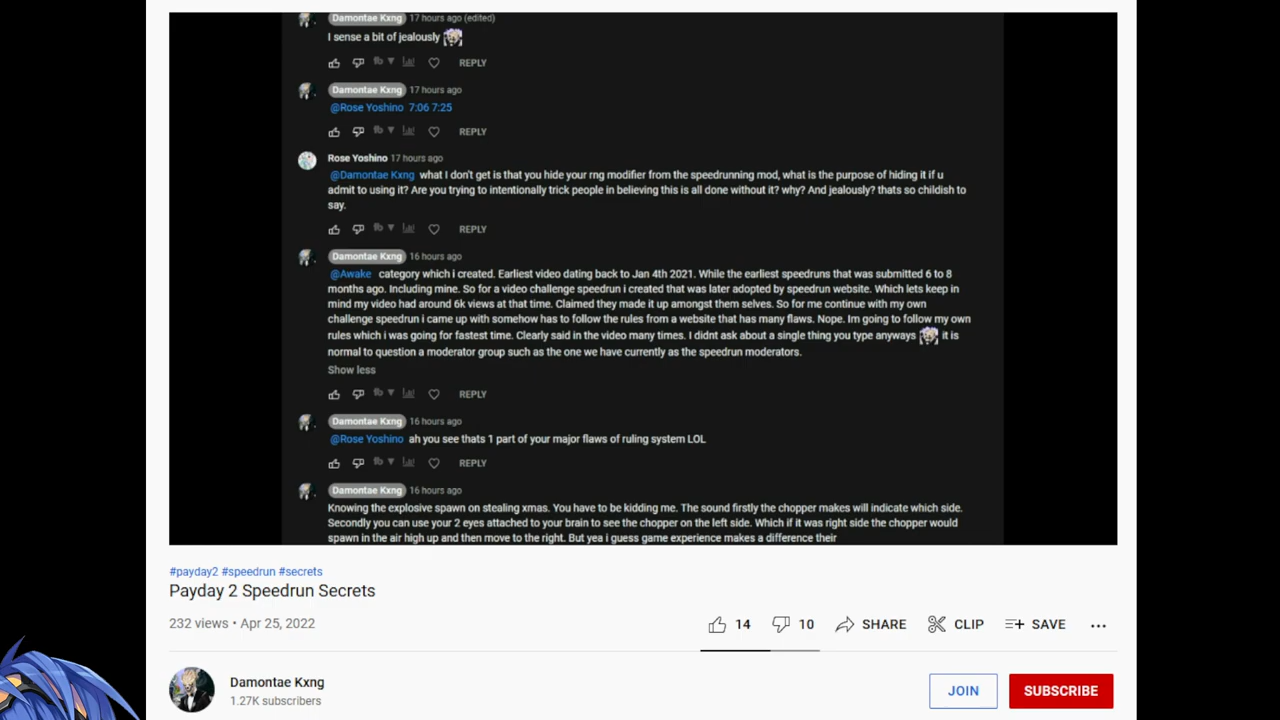 Damontae Kxng 17 hours ago (edited)
I sense a bit of jealously
REPLY
Damontae Kxng 17 hours ago
@Rose Yoshino 7:06 7:25
REPLY
Rose Yoshino 17 hours ago
@Damontae Kxng what I don't get is that you hide your rng modifier from the speedrunning mod, what is the purpose of hiding it if u
admit to using it? Are you trying to intentionally trick people in believing this is all done without it? why? And jealously? thats so childish to
say.
REPLY
Damontae Kxng 16 hours ago
@Awake category which i created. Earliest video dating back to Jan 4th 2021. While the earliest speedruns that was submitted 6 to 8
months ago. Including mine. So for a video challenge speedrun i created that was later adopted by speedrun website. Which lets keep in
mind my video had around 6k views at that time. Claimed they made it up amongst them selves. So for me continue with my own
challenge speedrun i came up with somehow has to follow the rules from a website that has many flaws. Nope. Im going to follow my own
rules which i was going for fastest time. Clearly said in the video many times. I didnt ask about a single thing you type anyways it is
normal to question a moderator group such as the one we have currently as the speedrun moderators.
Show less
REPLY
Damontae Kxng 16 hours ago
@Rose Yoshino ah you see thats 1 part of your major flaws of ruling system LOL
REPLY
Damontae Kxng 16 hours ago
Knowing the explosive spawn on stealing xmas. You have to be kidding me. The sound firstly the chopper makes will indicate which side.
Secondly you can use your 2 eyes attached to your brain to see the chopper on the left side. Which if it was right side the chopper would
spawn in the air high up and then move to the right. But yea i guess game experience makes a difference their
#payday2 #speedrun #secrets
Payday 2 Speedrun Secrets
232 views • Apr 25, 2022
14 10 SHARE CLIP SAVE
Damontae Kxng
1.27K subscribers
JOIN SUBSCRIBE